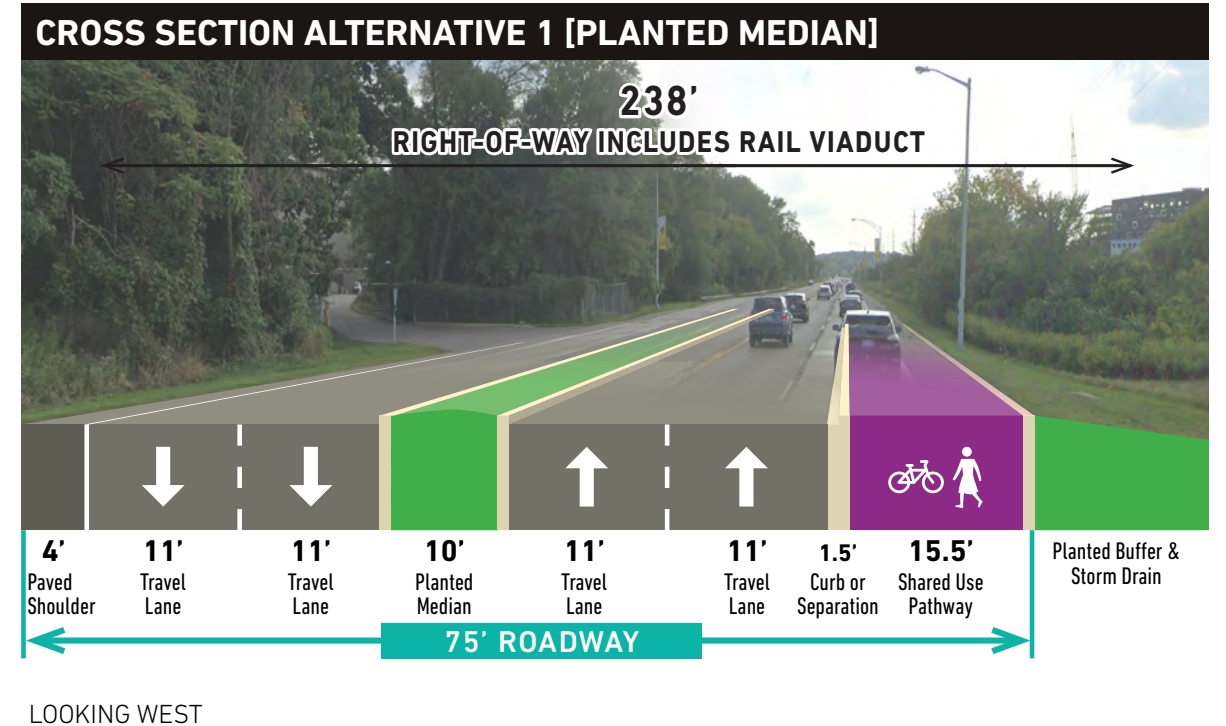 CROSS SECTION ALTERNATIVE 1 [PLANTED MEDIAN]
238’
RIGHT-OF-WAY INCLUDES RAIL VIADUCT
4’
Paved
Shoulder
11’
Travel
Lane
11’
Travel
Lane
10’
Planted
Median
11’
Travel
Lane
11’
Travel
Lane
1.5’
Curb or
Separation
15.5’
Shared Use
Pathway
Planted Buffer &
Storm Drain
75’ ROADWAY
LOOKING WEST